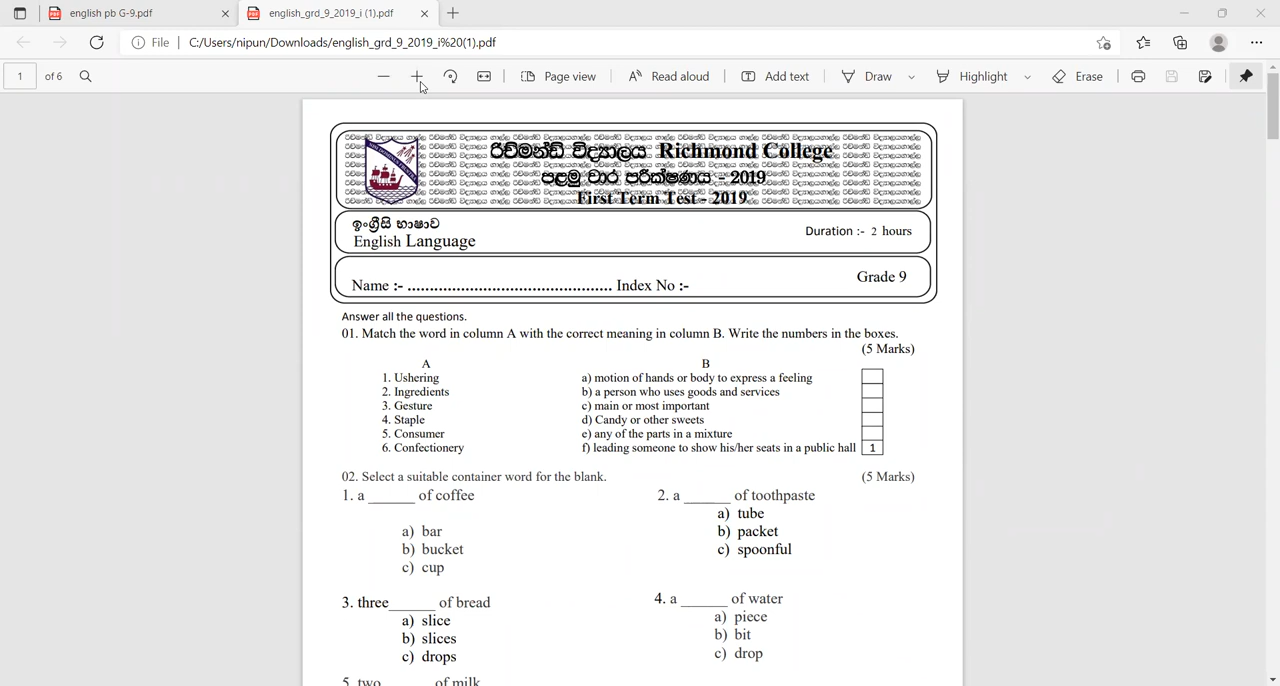 english pb G-9.pdf
english_grd_9_2019_i (1).pdf
File
C:/Users/nipun/Downloads/english_grd_9_2019_i%20(1).pdf
1 of 6
Page view
Read aloud
Add text
Draw
Highlight
Erase
රිච්මන්ඩ් විද්‍යාලය Richmond College
පළමු වාර පරීක්ෂණය - 2019
First Term Test - 2019
ඉංග්‍රීසි භාෂාව
English Language
Duration :- 2 hours
Name :- ............................................. Index No :-
Grade 9
Answer all the questions.
01. Match the word in column A with the correct meaning in column B. Write the numbers in the boxes.
(5 Marks)
A B
1. Ushering a) motion of hands or body to express a feeling
2. Ingredients b) a person who uses goods and services
3. Gesture c) main or most important
4. Staple d) Candy or other sweets
5. Consumer e) any of the parts in a mixture
6. Confectionery f) leading someone to show his/her seats in a public hall 1
02. Select a suitable container word for the blank. (5 Marks)
1. a ______ of coffee
a) bar
b) bucket
c) cup
2. a ______ of toothpaste
a) tube
b) packet
c) spoonful
3. three______ of bread
a) slice
b) slices
c) drops
4. a ______ of water
a) piece
b) bit
c) drop
5. two ______ of milk